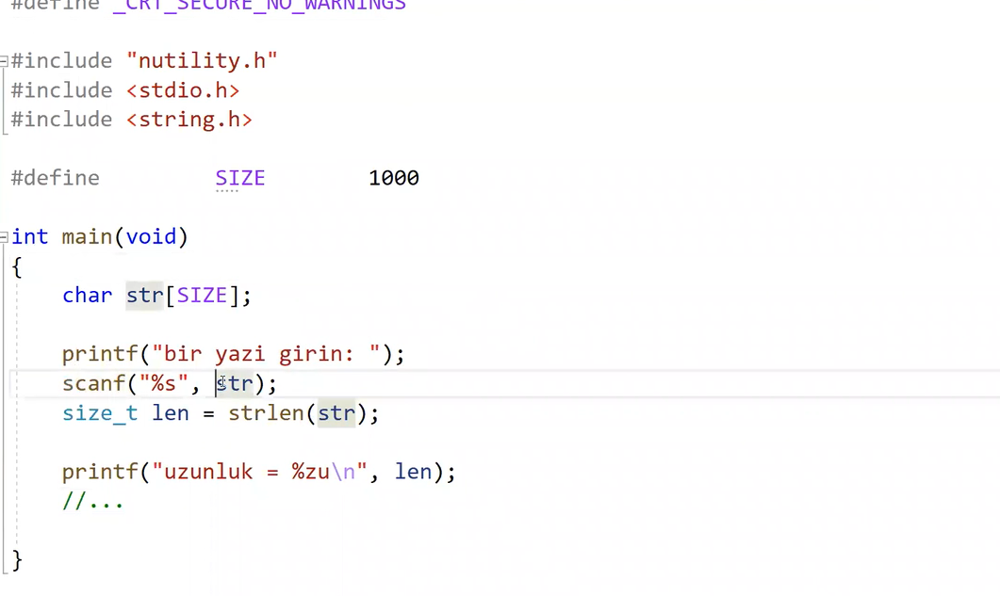 #define _CRT_SECURE_NO_WARNINGS
#include "nutility.h"
#include <stdio.h>
#include <string.h>
#define SIZE 1000
int main(void)
{
char str[SIZE];
printf("bir yazi girin: ");
scanf("%s", str);
size_t len = strlen(str);
printf("uzunluk = %zu\n", len);
//...
}